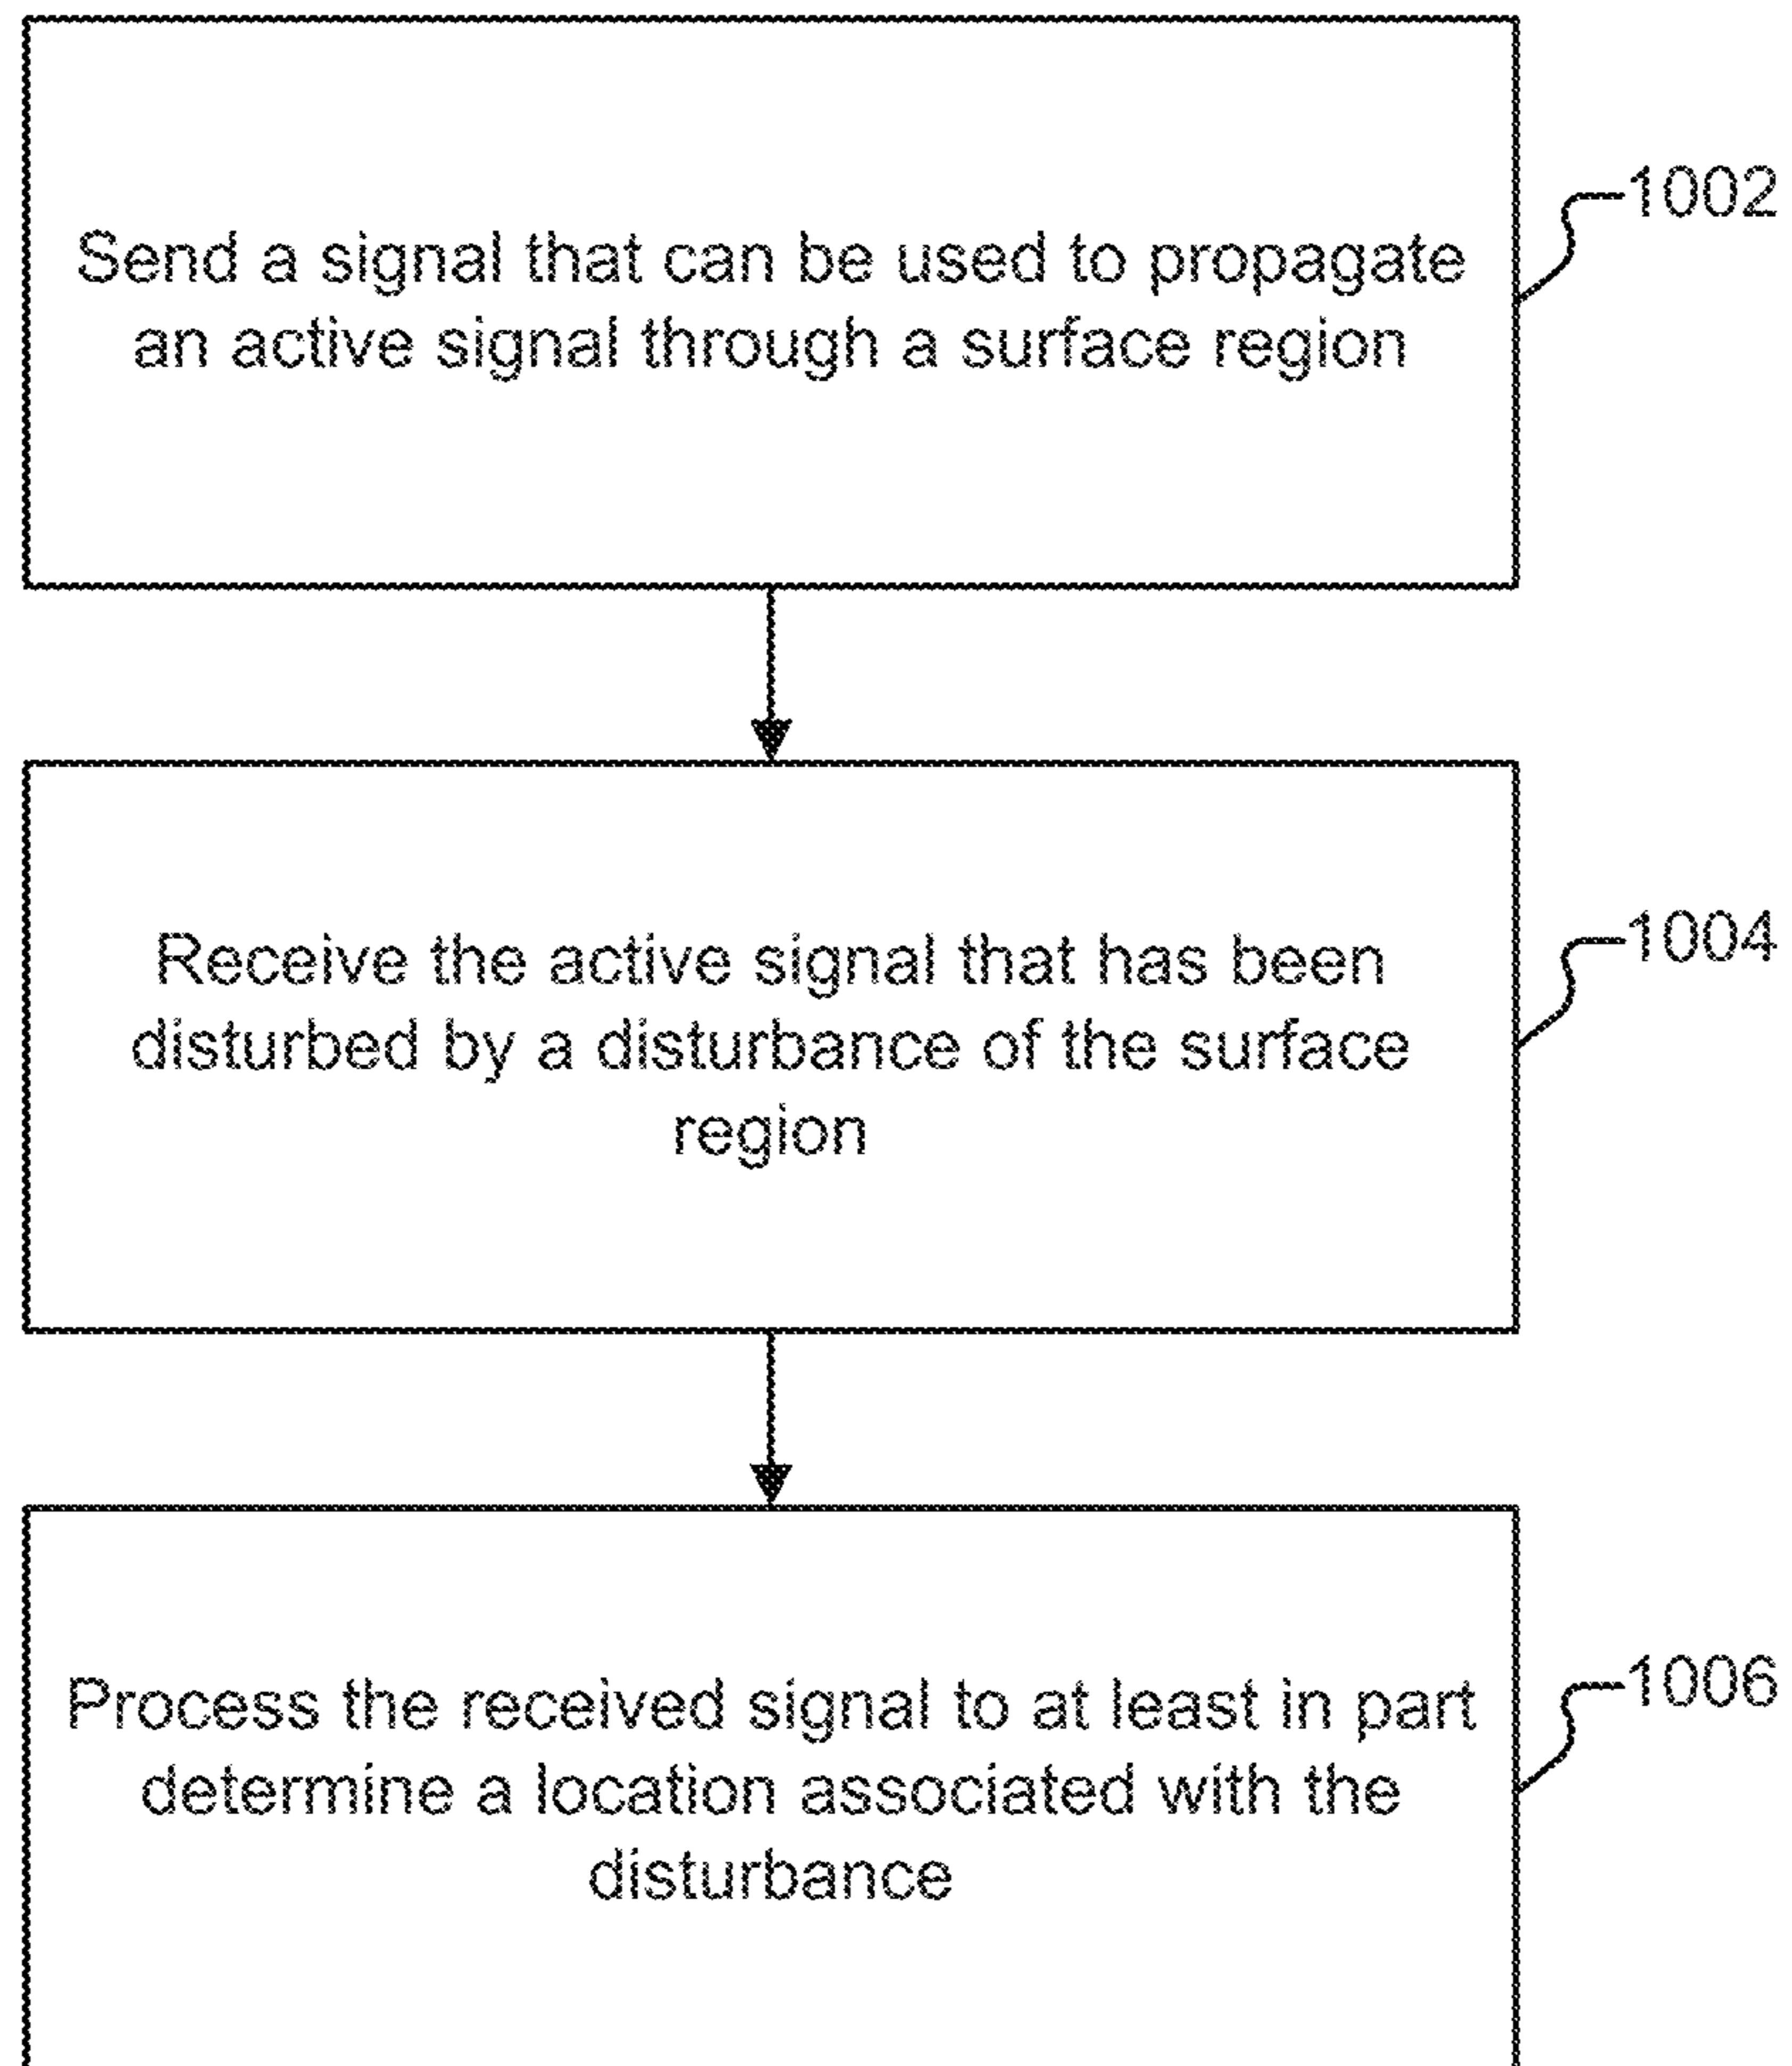 Send a signal that can be used to propagate
an active signal through a surface region
1002
Receive the active signal that has been
disturbed by a disturbance of the surface
region
1004
Process the received signal to at least in part
determine a location associated with the
disturbance
1006